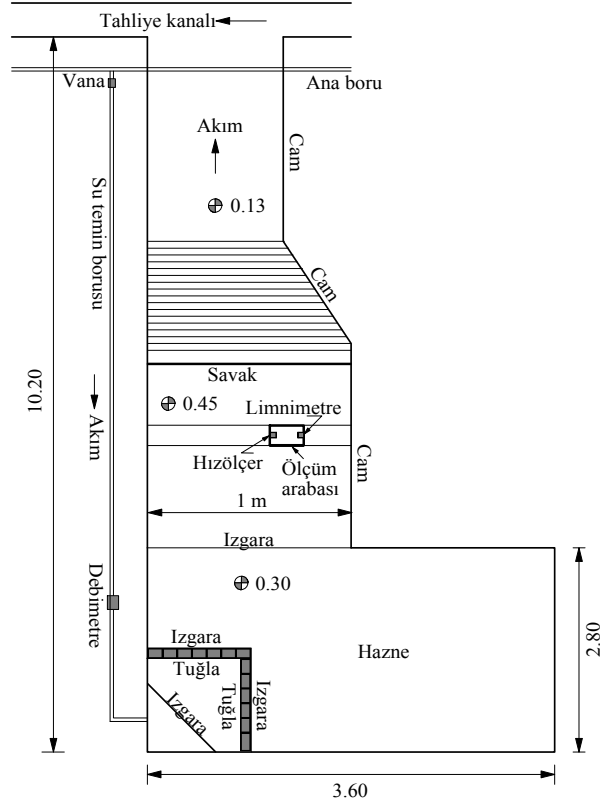 Tahliye kanalı
Vana
Ana boru
Akım
Cam
Su temin borusu
0.13
Cam
10.20
Savak
0.45
Limnimetre
Akım
Hızölçer
Ölçüm
arabası
Cam
1 m
Izgara
0.30
Debimetre
Izgara
Tuğla
Izgara
Tuğla
Izgara
Hazne
2.80
3.60